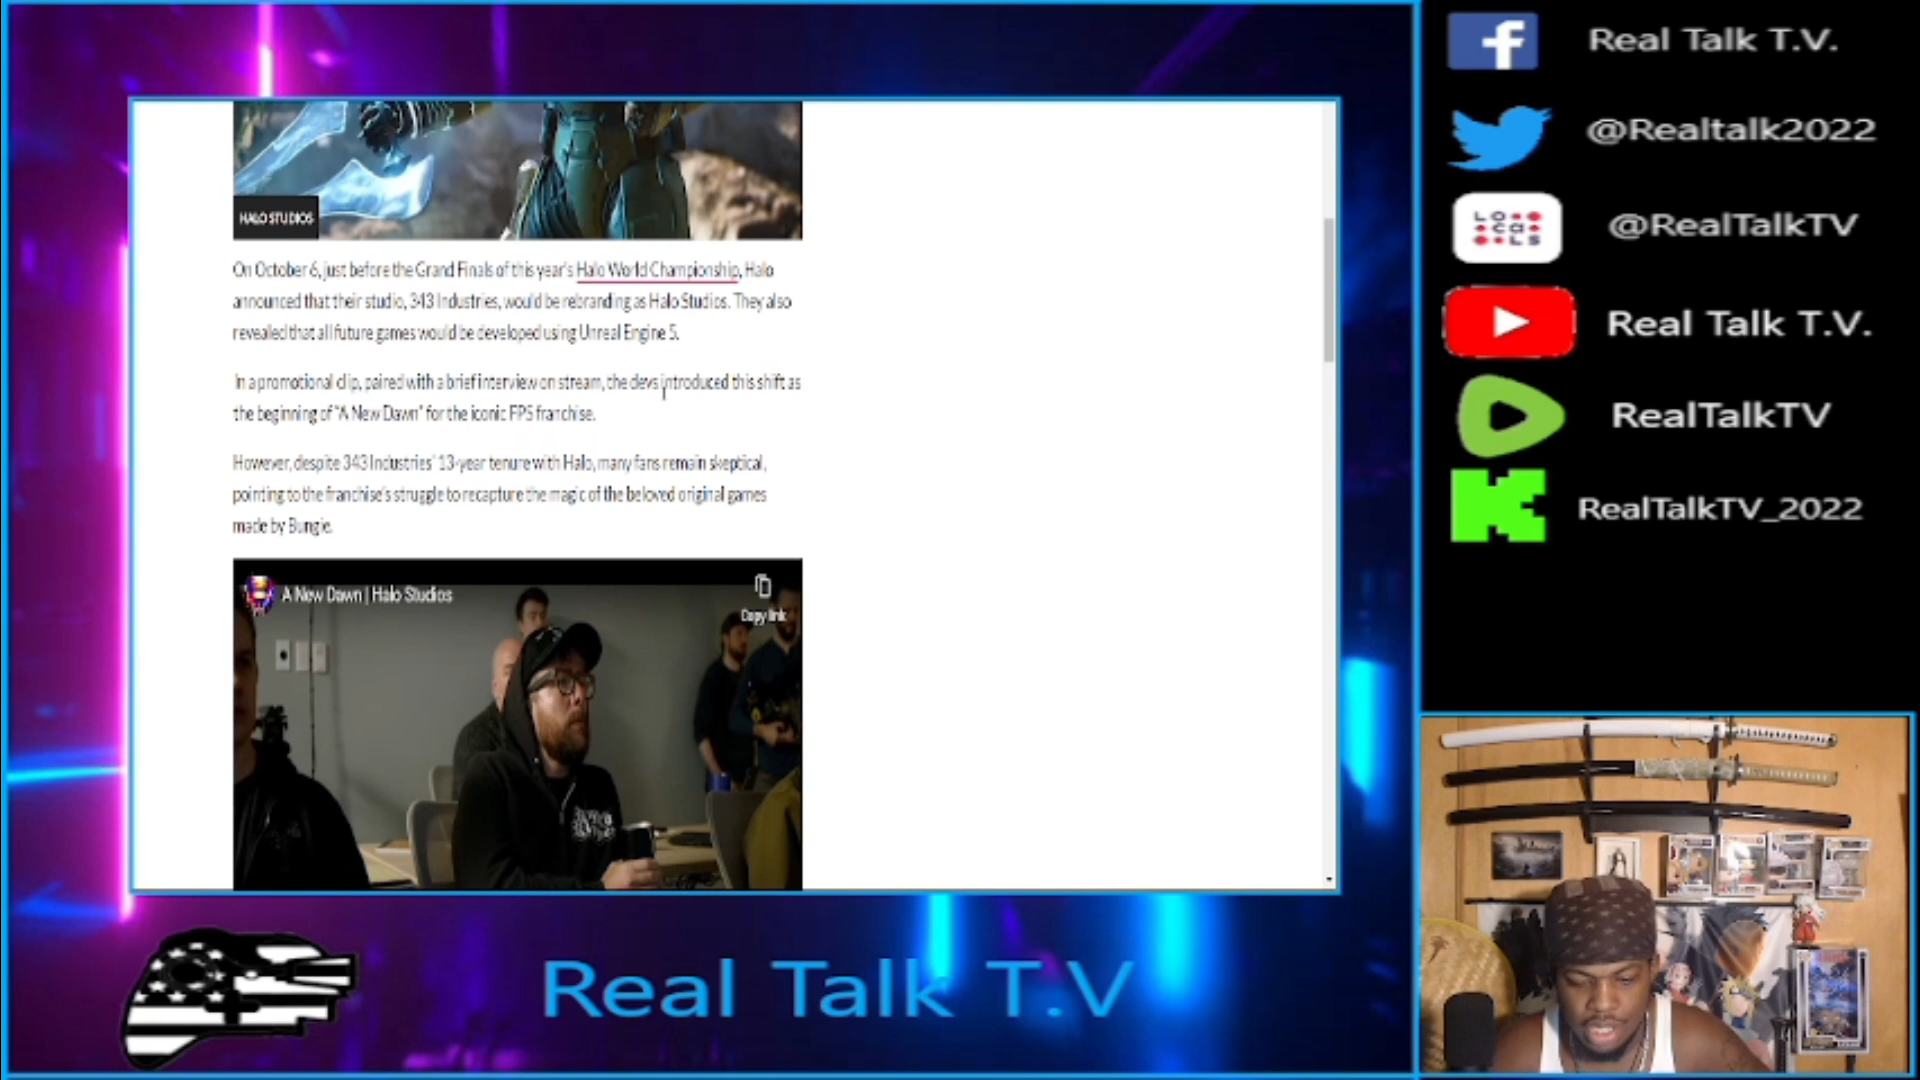 HALO STUDIOS
On October 6, just before the Grand Finals of this year's Halo World Championship, Halo
announced that their studio, 343 Industries, would be rebranding as Halo Studios. They also
revealed that all future games would be developed using Unreal Engine 5.
In a promotional clip, paired with a brief interview on stream, the devs introduced this shift as
the beginning of "A New Dawn" for the iconic FPS franchise.
However, despite 343 Industries' 13-year tenure with Halo, many fans remain skeptical,
pointing to the franchise's struggle to recapture the magic of the beloved original games
made by Bungie.
A New Dawn | Halo Studios
Copy link
Real Talk T.V
f Real Talk T.V.
@Realtalk2022
LOCALS @RealTalkTV
Real Talk T.V.
RealTalkTV
K RealTalkTV_2022